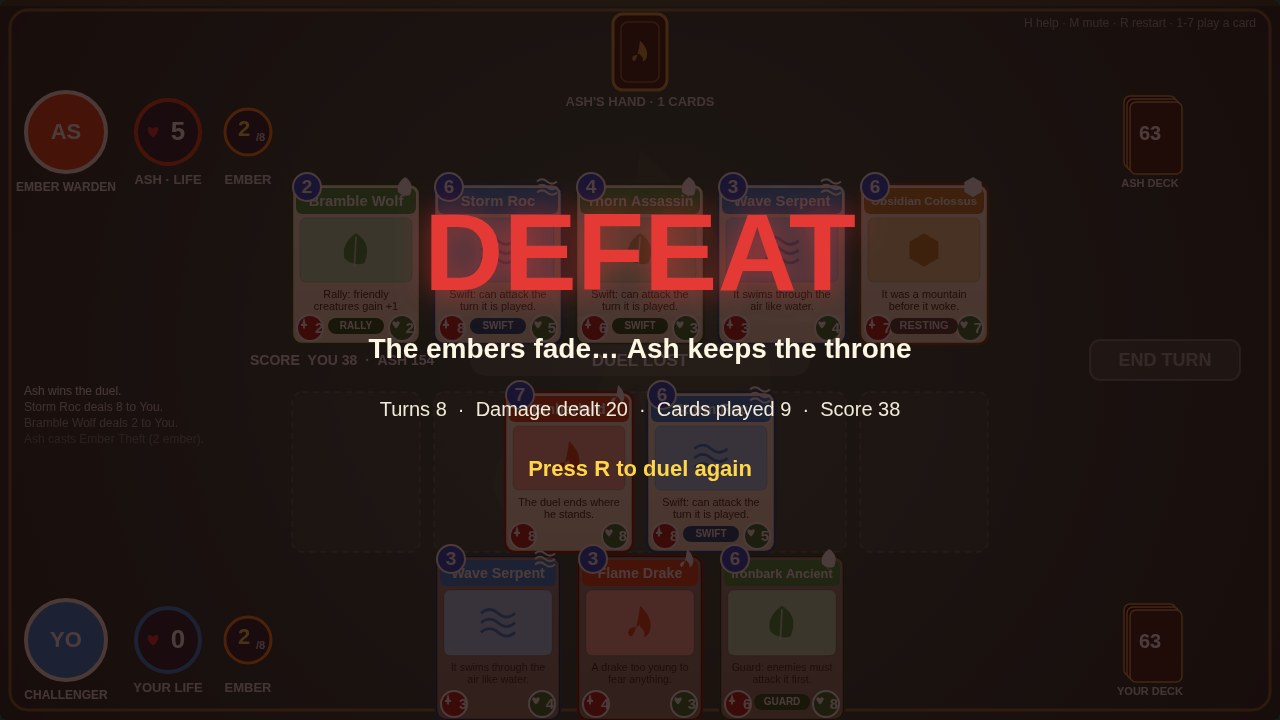 H help · M mute · R restart · 1-7 play a card
ASH'S HAND · 1 CARDS
AS
EMBER WARDEN
5
ASH · LIFE
2 /8
EMBER
63
ASH DECK
2
Bramble Wolf
Rally: friendly
creatures gain +1
2 RALLY 2
6
Storm Roc
Swift: can attack the
turn it is played.
8 SWIFT 5
4
Thorn Assassin
Swift: can attack the
turn it is played.
6 SWIFT 3
3
Wave Serpent
It swims through the
air like water.
3 4
6
Obsidian Colossus
It was a mountain
before it woke.
7 RESTING 7
DEFEAT
The embers fade… Ash keeps the throne
SCORE YOU 38 · ASH 154
DUEL LOST
END TURN
Turns 8 · Damage dealt 20 · Cards played 9 · Score 38
Press R to duel again
Ash wins the duel.
Storm Roc deals 8 to You.
Bramble Wolf deals 2 to You.
Ash casts Ember Theft (2 ember).
7
The duel ends where
he stands.
8 8
6
Swift: can attack the
turn it is played.
8 SWIFT 5
3
Wave Serpent
It swims through the
air like water.
3 4
3
Flame Drake
A drake too young to
fear anything.
4 3
6
Ironbark Ancient
Guard: enemies must
attack it first.
6 GUARD 8
YO
CHALLENGER
0
YOUR LIFE
2 /8
EMBER
63
YOUR DECK